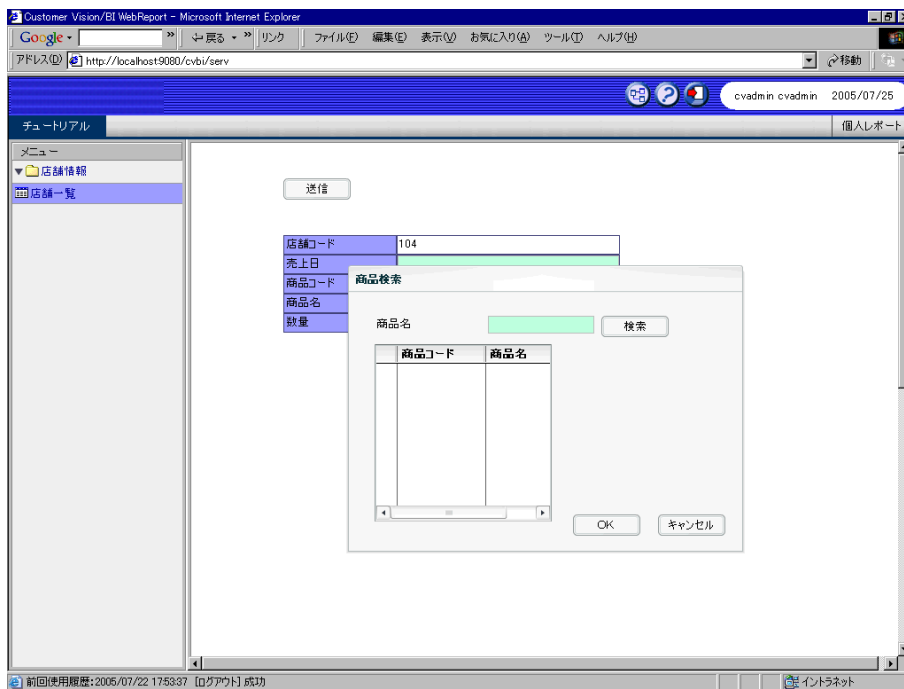 Customer Vision/BI WebReport - Microsoft Internet Explorer
Google » 戻る » リンク ファイル(F) 編集(E) 表示(V) お気に入り(A) ツール(T) ヘルプ(H)
アドレス(D) http://localhost:9080/cvbi/serv 移動
cvadmin cvadmin 2005/07/25
チュートリアル 個人レポート
メニュー
店舗情報
店舗一覧
送信
店舗コード 104
売上日
商品コード
商品名
数量
商品検索
商品名 検索
商品コード 商品名
OK キャンセル
前回使用履歴:2005/07/22 17:53:37 [ログアウト] 成功 イントラネット